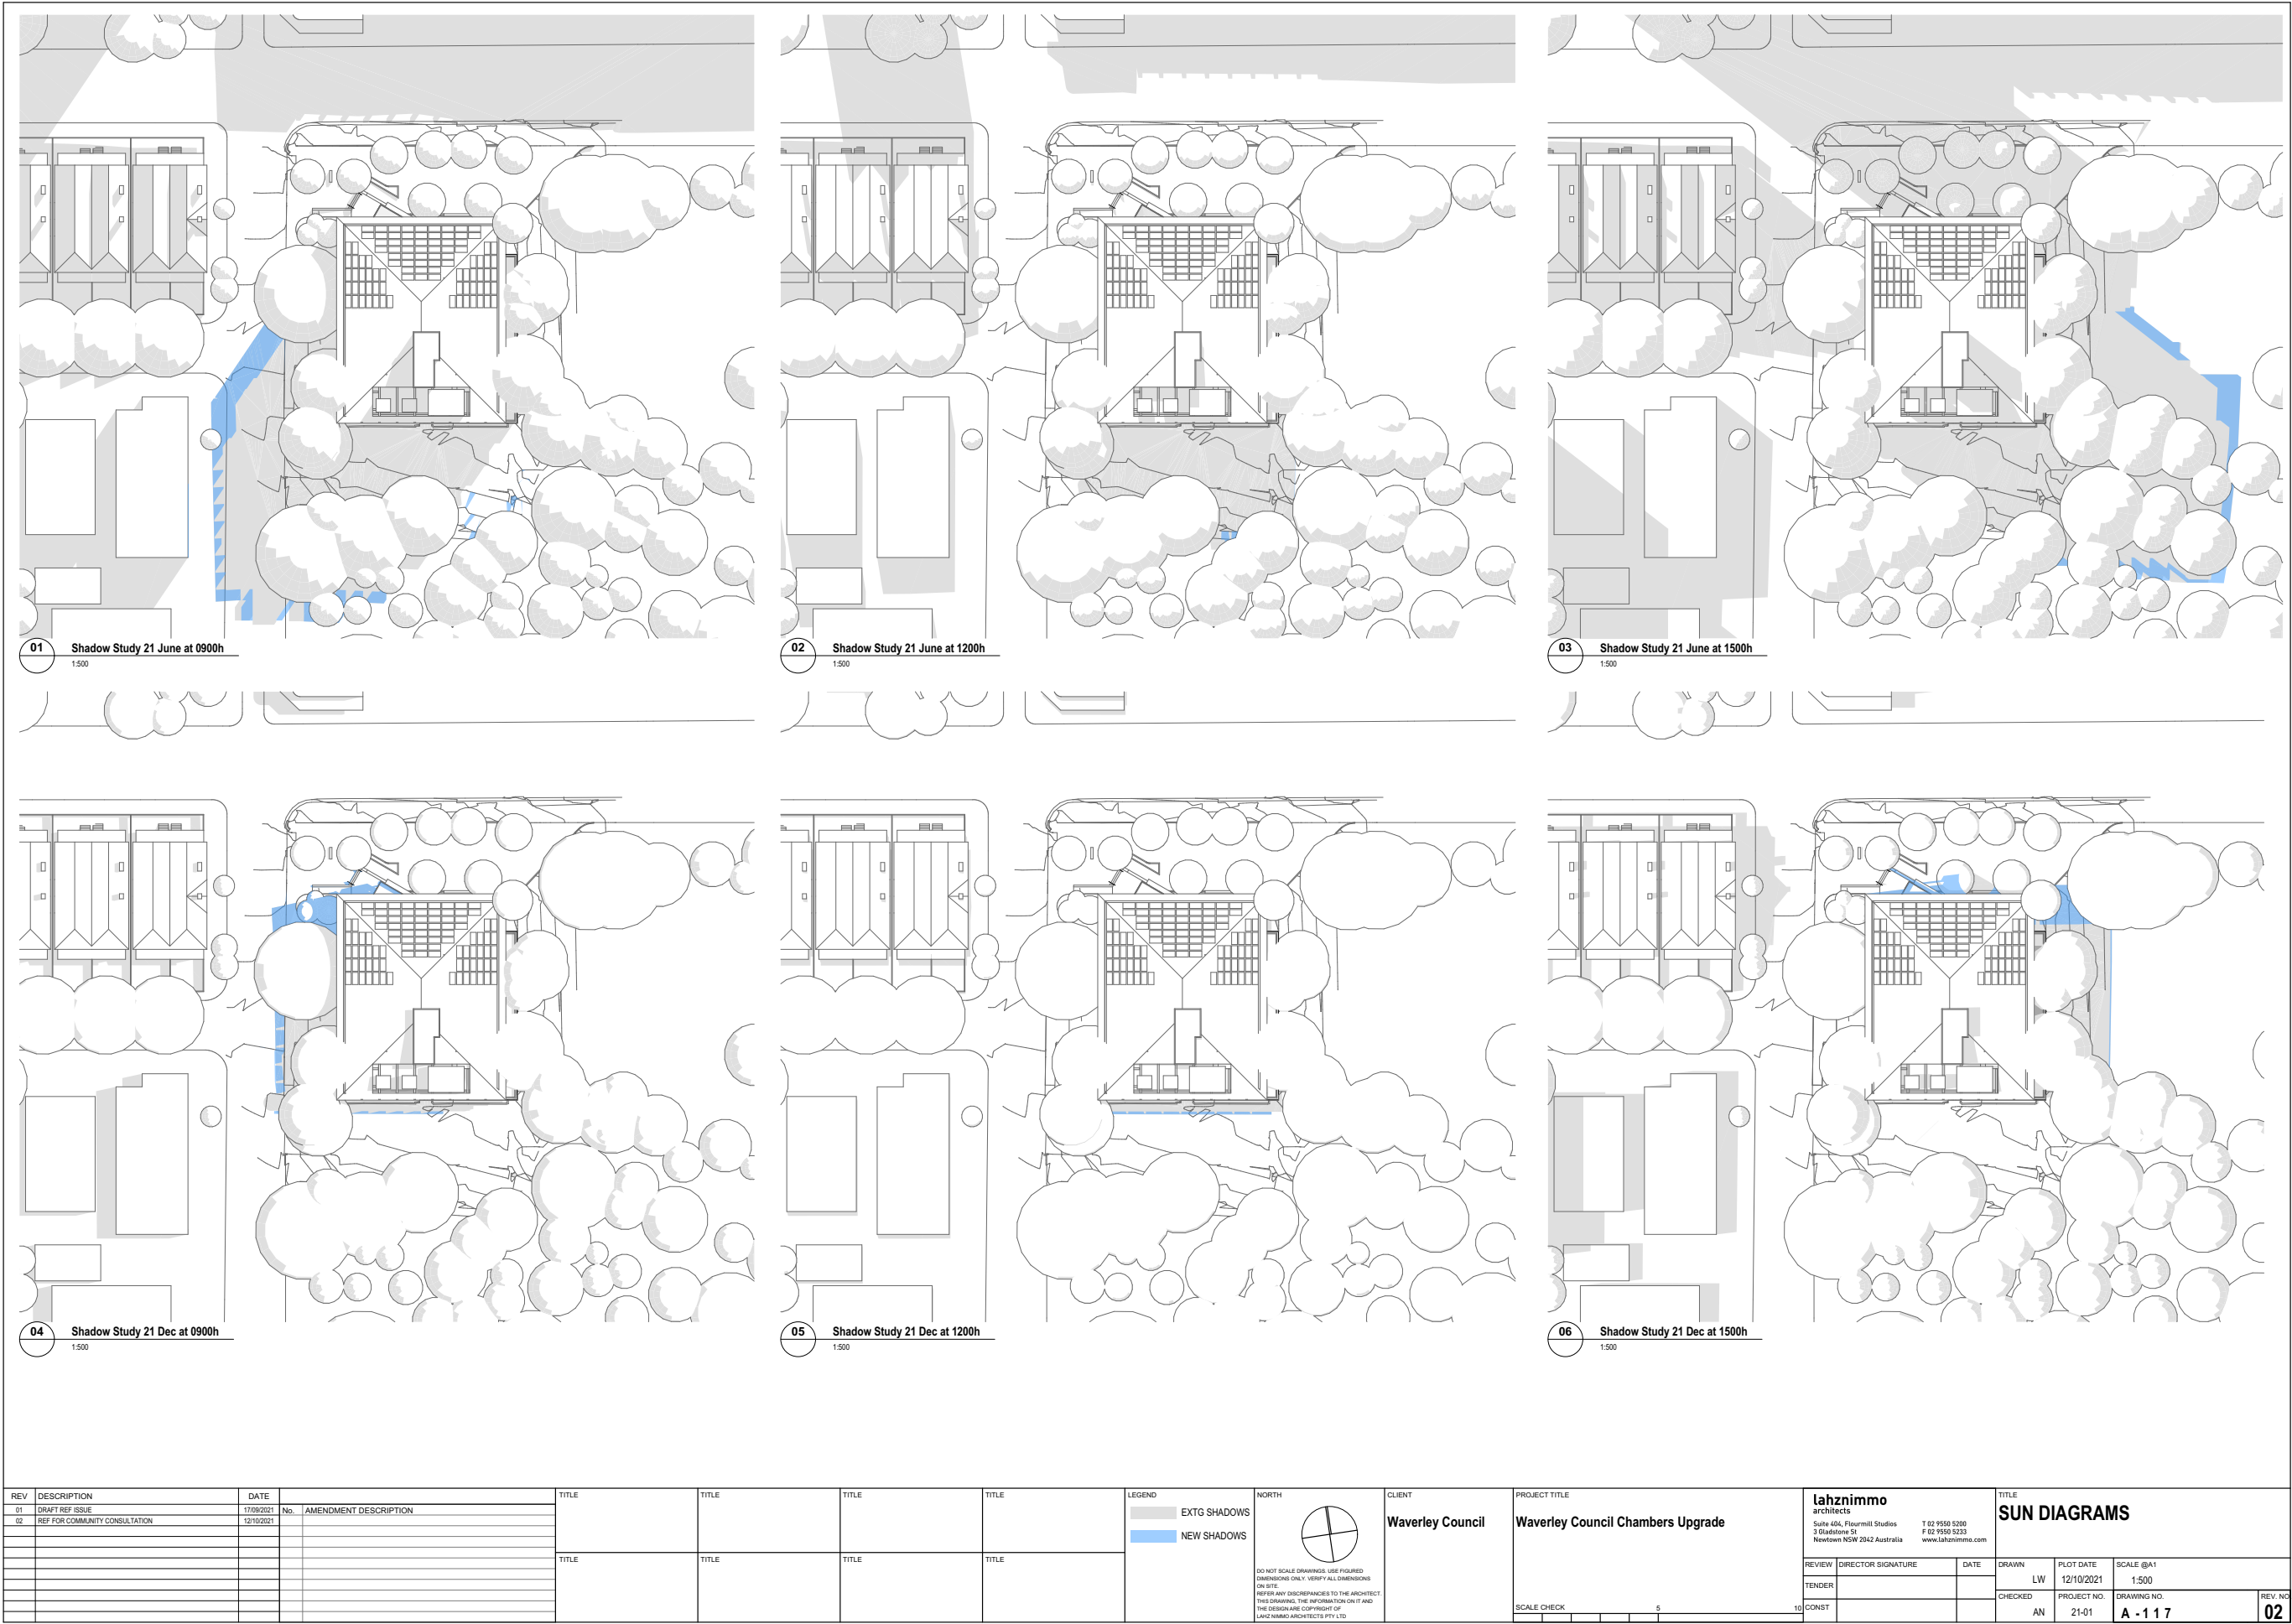 01 Shadow Study 21 June at 0900h
1:500
02 Shadow Study 21 June at 1200h
1:500
03 Shadow Study 21 June at 1500h
1:500
04 Shadow Study 21 Dec at 0900h
1:500
05 Shadow Study 21 Dec at 1200h
1:500
06 Shadow Study 21 Dec at 1500h
1:500
REV DESCRIPTION DATE
01 DRAFT REF ISSUE 17/09/2021
02 REF FOR COMMUNITY CONSULTATION 12/10/2021
No. AMENDMENT DESCRIPTION
TITLE TITLE TITLE TITLE
TITLE TITLE TITLE TITLE
LEGEND
EXTG SHADOWS
NEW SHADOWS
NORTH
DO NOT SCALE DRAWINGS. USE FIGURED
DIMENSIONS ONLY. VERIFY ALL DIMENSIONS
ON SITE.
REFER ANY DISCREPANCIES TO THE ARCHITECT.
THIS DRAWING, THE INFORMATION ON IT AND
THE DESIGN ARE COPYRIGHT OF
LAHZ NIMMO ARCHITECTS PTY LTD
CLIENT
Waverley Council
PROJECT TITLE
Waverley Council Chambers Upgrade
SCALE CHECK 5 10
lahznimmo
architects
Suite 404, Flourmill Studios T 02 9550 5200
3 Gladstone St F 02 9550 5233
Newtown NSW 2042 Australia www.lahznimmo.com
REVIEW DIRECTOR SIGNATURE DATE
TENDER
CONST
TITLE
SUN DIAGRAMS
DRAWN PLOT DATE SCALE @A1
LW 12/10/2021 1:500
CHECKED PROJECT NO. DRAWING NO. REV. NO
AN 21-01 A - 1 1 7 02